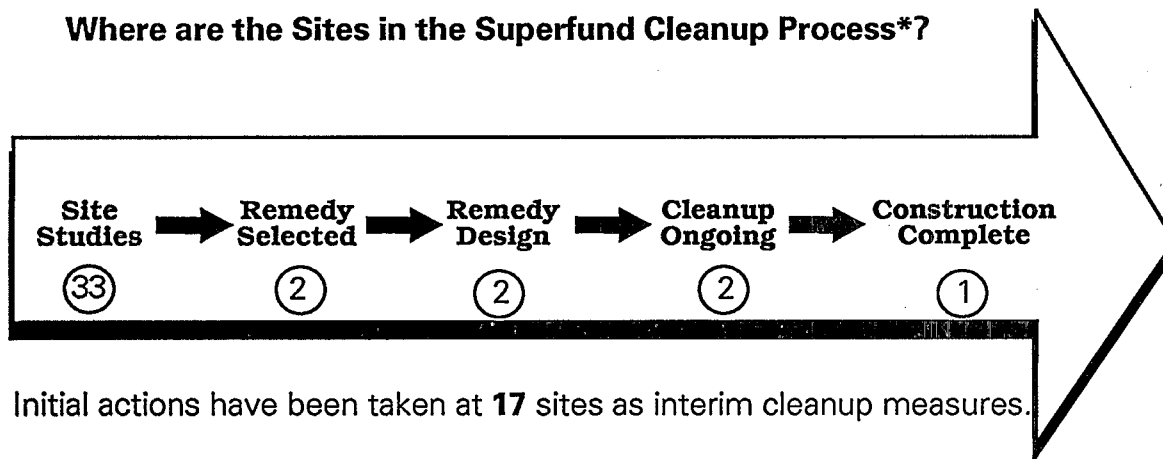 Where are the Sites in the Superfund Cleanup Process*?
Site Studies
Remedy Selected
Remedy Design
Cleanup Ongoing
Construction Complete
33
2
2
2
1
Initial actions have been taken at 17 sites as interim cleanup measures.